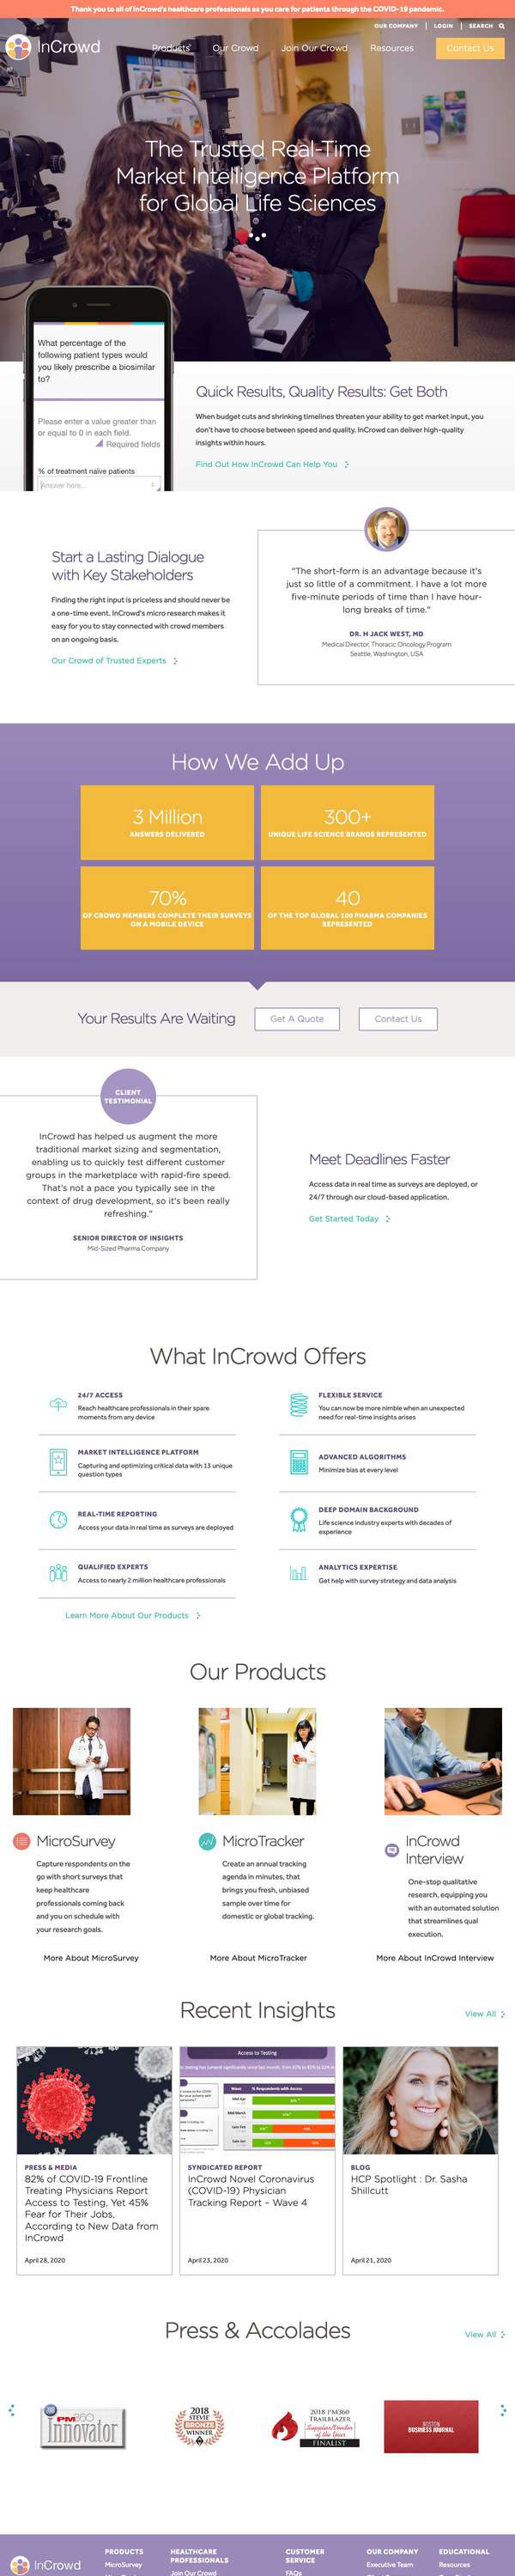 Thank you to all of InCrowd's healthcare professionals as you care for patients through the COVID-19 pandemic.
OUR COMPANY | LOGIN | SEARCH
InCrowd
Products
Our Crowd
Join Our Crowd
Resources
Contact Us
The Trusted Real-Time
Market Intelligence Platform
for Global Life Sciences
What percentage of the
following patient types would
you likely prescribe a biosimilar
to?
Please enter a value greater than
or equal to 0 in each field.
Required fields
% of treatment naive patients
Answer here...
Quick Results, Quality Results: Get Both
When budget cuts and shrinking timelines threaten your ability to get market input, you
don't have to choose between speed and quality. InCrowd can deliver high-quality
insights within hours.
Find Out How InCrowd Can Help You
Start a Lasting Dialogue
with Key Stakeholders
Finding the right input is priceless and should never be
a one-time event. InCrowd's micro research makes it
easy for you to stay connected with crowd members
on an ongoing basis.
Our Crowd of Trusted Experts
"The short-form is an advantage because it's
just so little of a commitment. I have a lot more
five-minute periods of time than I have hour-
long breaks of time."
DR. H JACK WEST, MD
Medical Director, Thoracic Oncology Program
Seattle, Washington, USA
How We Add Up
3 Million
ANSWERS DELIVERED
300+
UNIQUE LIFE SCIENCE BRANDS REPRESENTED
70%
OF CROWD MEMBERS COMPLETE THEIR SURVEYS
ON A MOBILE DEVICE
40
OF THE TOP GLOBAL 100 PHARMA COMPANIES
REPRESENTED
Your Results Are Waiting
Get A Quote
Contact Us
CLIENT
TESTIMONIAL
InCrowd has helped us augment the more
traditional market sizing and segmentation,
enabling us to quickly test different customer
groups in the marketplace with rapid-fire speed.
That's not a pace you typically see in the
context of drug development, so it's been really
refreshing."
SENIOR DIRECTOR OF INSIGHTS
Mid-Sized Pharma Company
Meet Deadlines Faster
Access data in real time as surveys are deployed, or
24/7 through our cloud-based application.
Get Started Today
What InCrowd Offers
24/7 ACCESS
Reach healthcare professionals in their spare
moments from any device
FLEXIBLE SERVICE
You can now be more nimble when an unexpected
need for real-time insights arises
MARKET INTELLIGENCE PLATFORM
Capturing and optimizing critical data with 13 unique
question types
ADVANCED ALGORITHMS
Minimize bias at every level
REAL-TIME REPORTING
Access your data in real time as surveys are deployed
DEEP DOMAIN BACKGROUND
Life science industry experts with decades of
experience
QUALIFIED EXPERTS
Access to nearly 2 million healthcare professionals
ANALYTICS EXPERTISE
Get help with survey strategy and data analysis
Learn More About Our Products
Our Products
MicroSurvey
Capture respondents on the
go with short surveys that
keep healthcare
professionals coming back
and you on schedule with
your research goals.
More About MicroSurvey
MicroTracker
Create an annual tracking
agenda in minutes, that
brings you fresh, unbiased
sample over time for
domestic or global tracking.
More About MicroTracker
InCrowd
Interview
One-stop qualitative
research, equipping you
with an automated solution
that streamlines qual
execution.
More About InCrowd Interview
Recent Insights
View All
Access to Testing
PRESS & MEDIA
82% of COVID-19 Frontline
Treating Physicians Report
Access to Testing, Yet 45%
Fear for Their Jobs,
According to New Data from
InCrowd
April 28, 2020
SYNDICATED REPORT
InCrowd Novel Coronavirus
(COVID-19) Physician
Tracking Report – Wave 4
April 23, 2020
BLOG
HCP Spotlight : Dr. Sasha
Shillcutt
April 21, 2020
Press & Accolades
View All
PM360
Innovator
2018
STEVIE
BRONZE
WINNER
2018 PM360
TRAILBLAZER
Supplier/Vendor
of the Year
FINALIST
BOSTON
BUSINESS JOURNAL
InCrowd
PRODUCTS
MicroSurvey
HEALTHCARE
PROFESSIONALS
Join Our Crowd
CUSTOMER
SERVICE
FAQs
OUR COMPANY
Executive Team
EDUCATIONAL
Resources